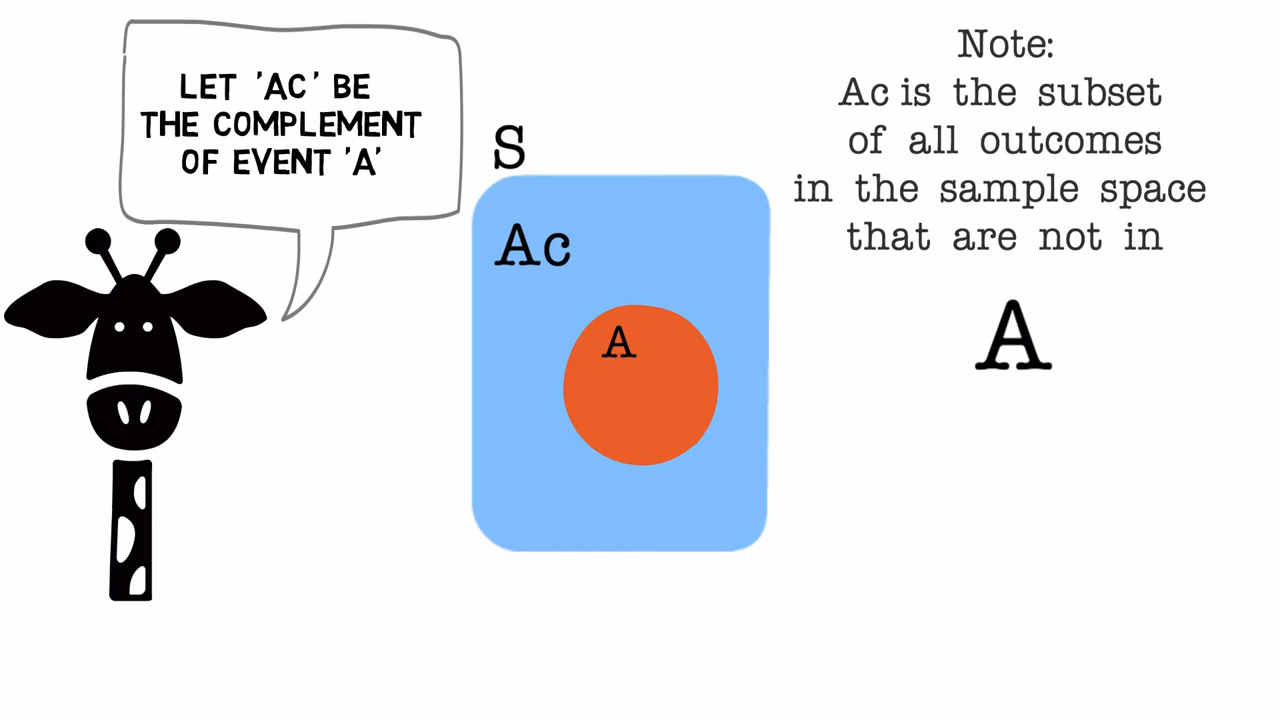 LET 'AC' BE
THE COMPLEMENT
OF EVENT 'A'
S
Ac
A
Note:
Ac is the subset
of all outcomes
in the sample space
that are not in
A